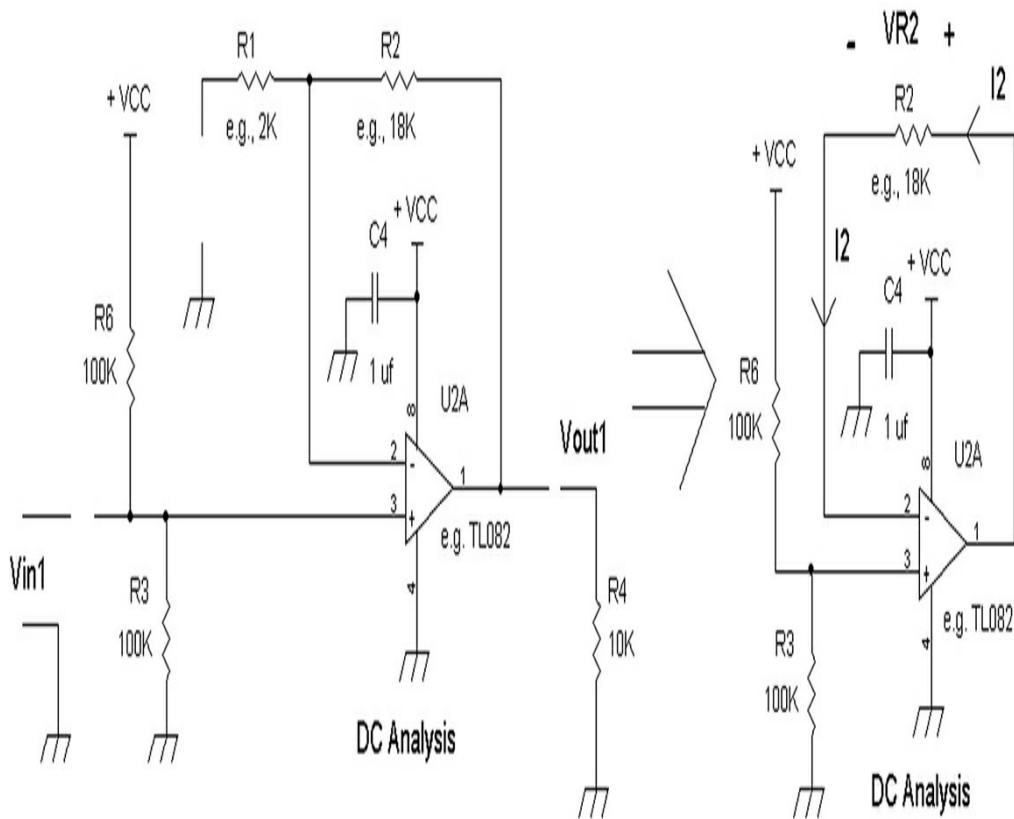 R1
R2
e.g., 2K
e.g., 18K
+ VCC
+ VCC
C4
1 uf
R6
100K
U2A
8
2
-
1
3
+
e.g. TL082
4
Vin1
R3
100K
Vout1
R4
10K
DC Analysis
- VR2 +
R2
I2
e.g., 18K
+ VCC
I2
+ VCC
C4
1 uf
R6
100K
U2A
8
2
-
1
3
+
e.g. TL082
4
R3
100K
DC Analysis